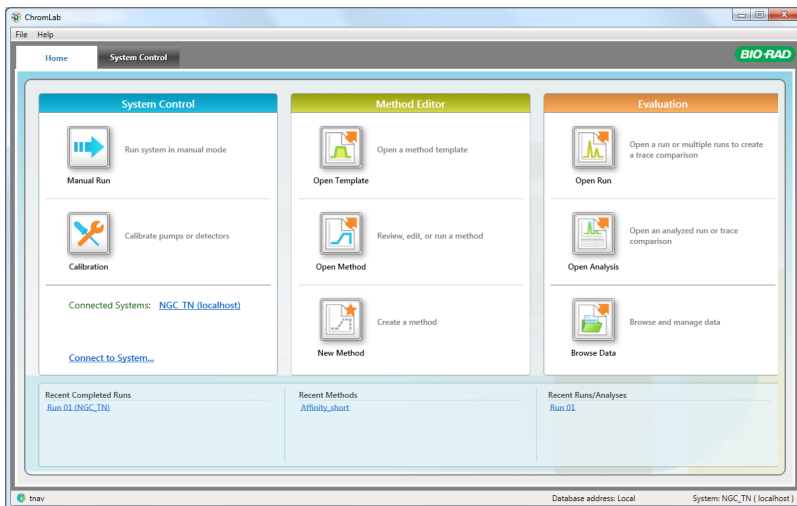 ChromLab
File Help
Home System Control
BIO-RAD
System Control
Run system in manual mode
Manual Run
Calibrate pumps or detectors
Calibration
Connected Systems: NGC_TN (localhost)
Connect to System...
Method Editor
Open a method template
Open Template
Review, edit, or run a method
Open Method
Create a method
New Method
Evaluation
Open a run or multiple runs to create
a trace comparison
Open Run
Open an analyzed run or trace
comparison
Open Analysis
Browse and manage data
Browse Data
Recent Completed Runs
Run 01 (NGC_TN)
Recent Methods
Affinity_short
Recent Runs/Analyses
Run 01
tnav
Database address: Local
System: NGC_TN ( localhost )